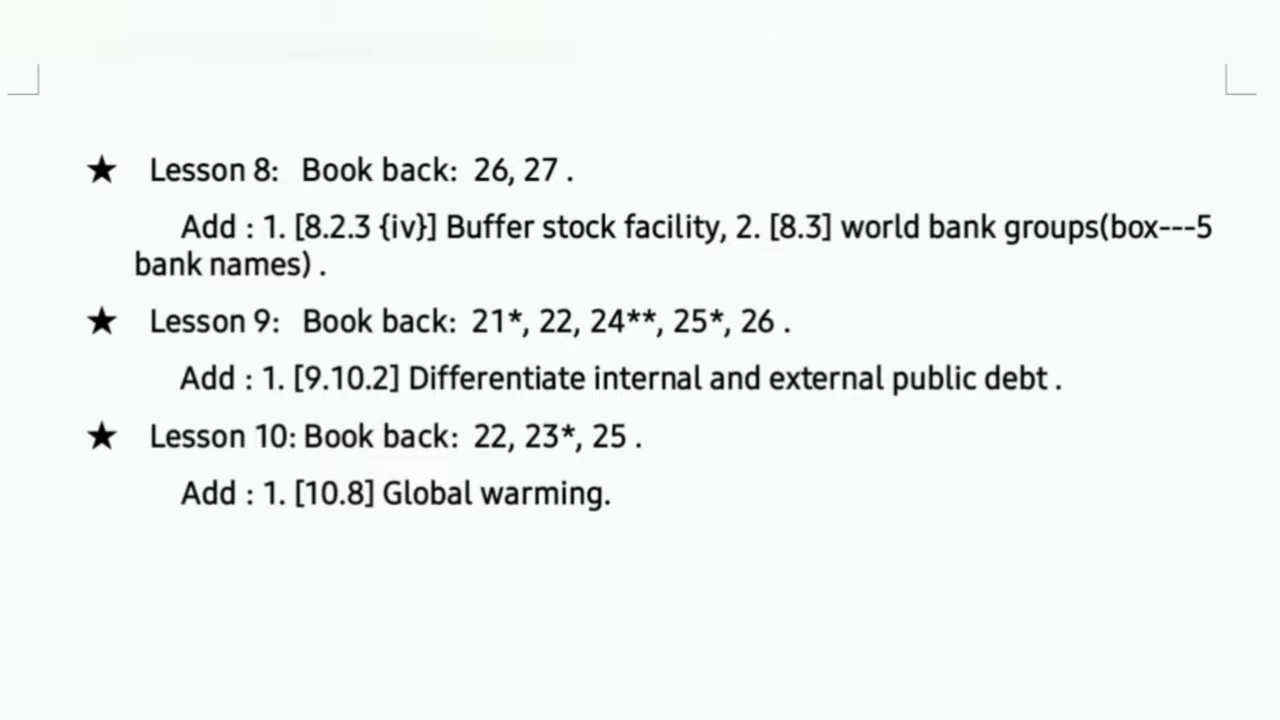 ★ Lesson 8: Book back: 26, 27 .
Add : 1. [8.2.3 {iv}] Buffer stock facility, 2. [8.3] world bank groups(box---5
bank names) .
★ Lesson 9: Book back: 21*, 22, 24**, 25*, 26 .
Add : 1. [9.10.2] Differentiate internal and external public debt .
★ Lesson 10: Book back: 22, 23*, 25 .
Add : 1. [10.8] Global warming.